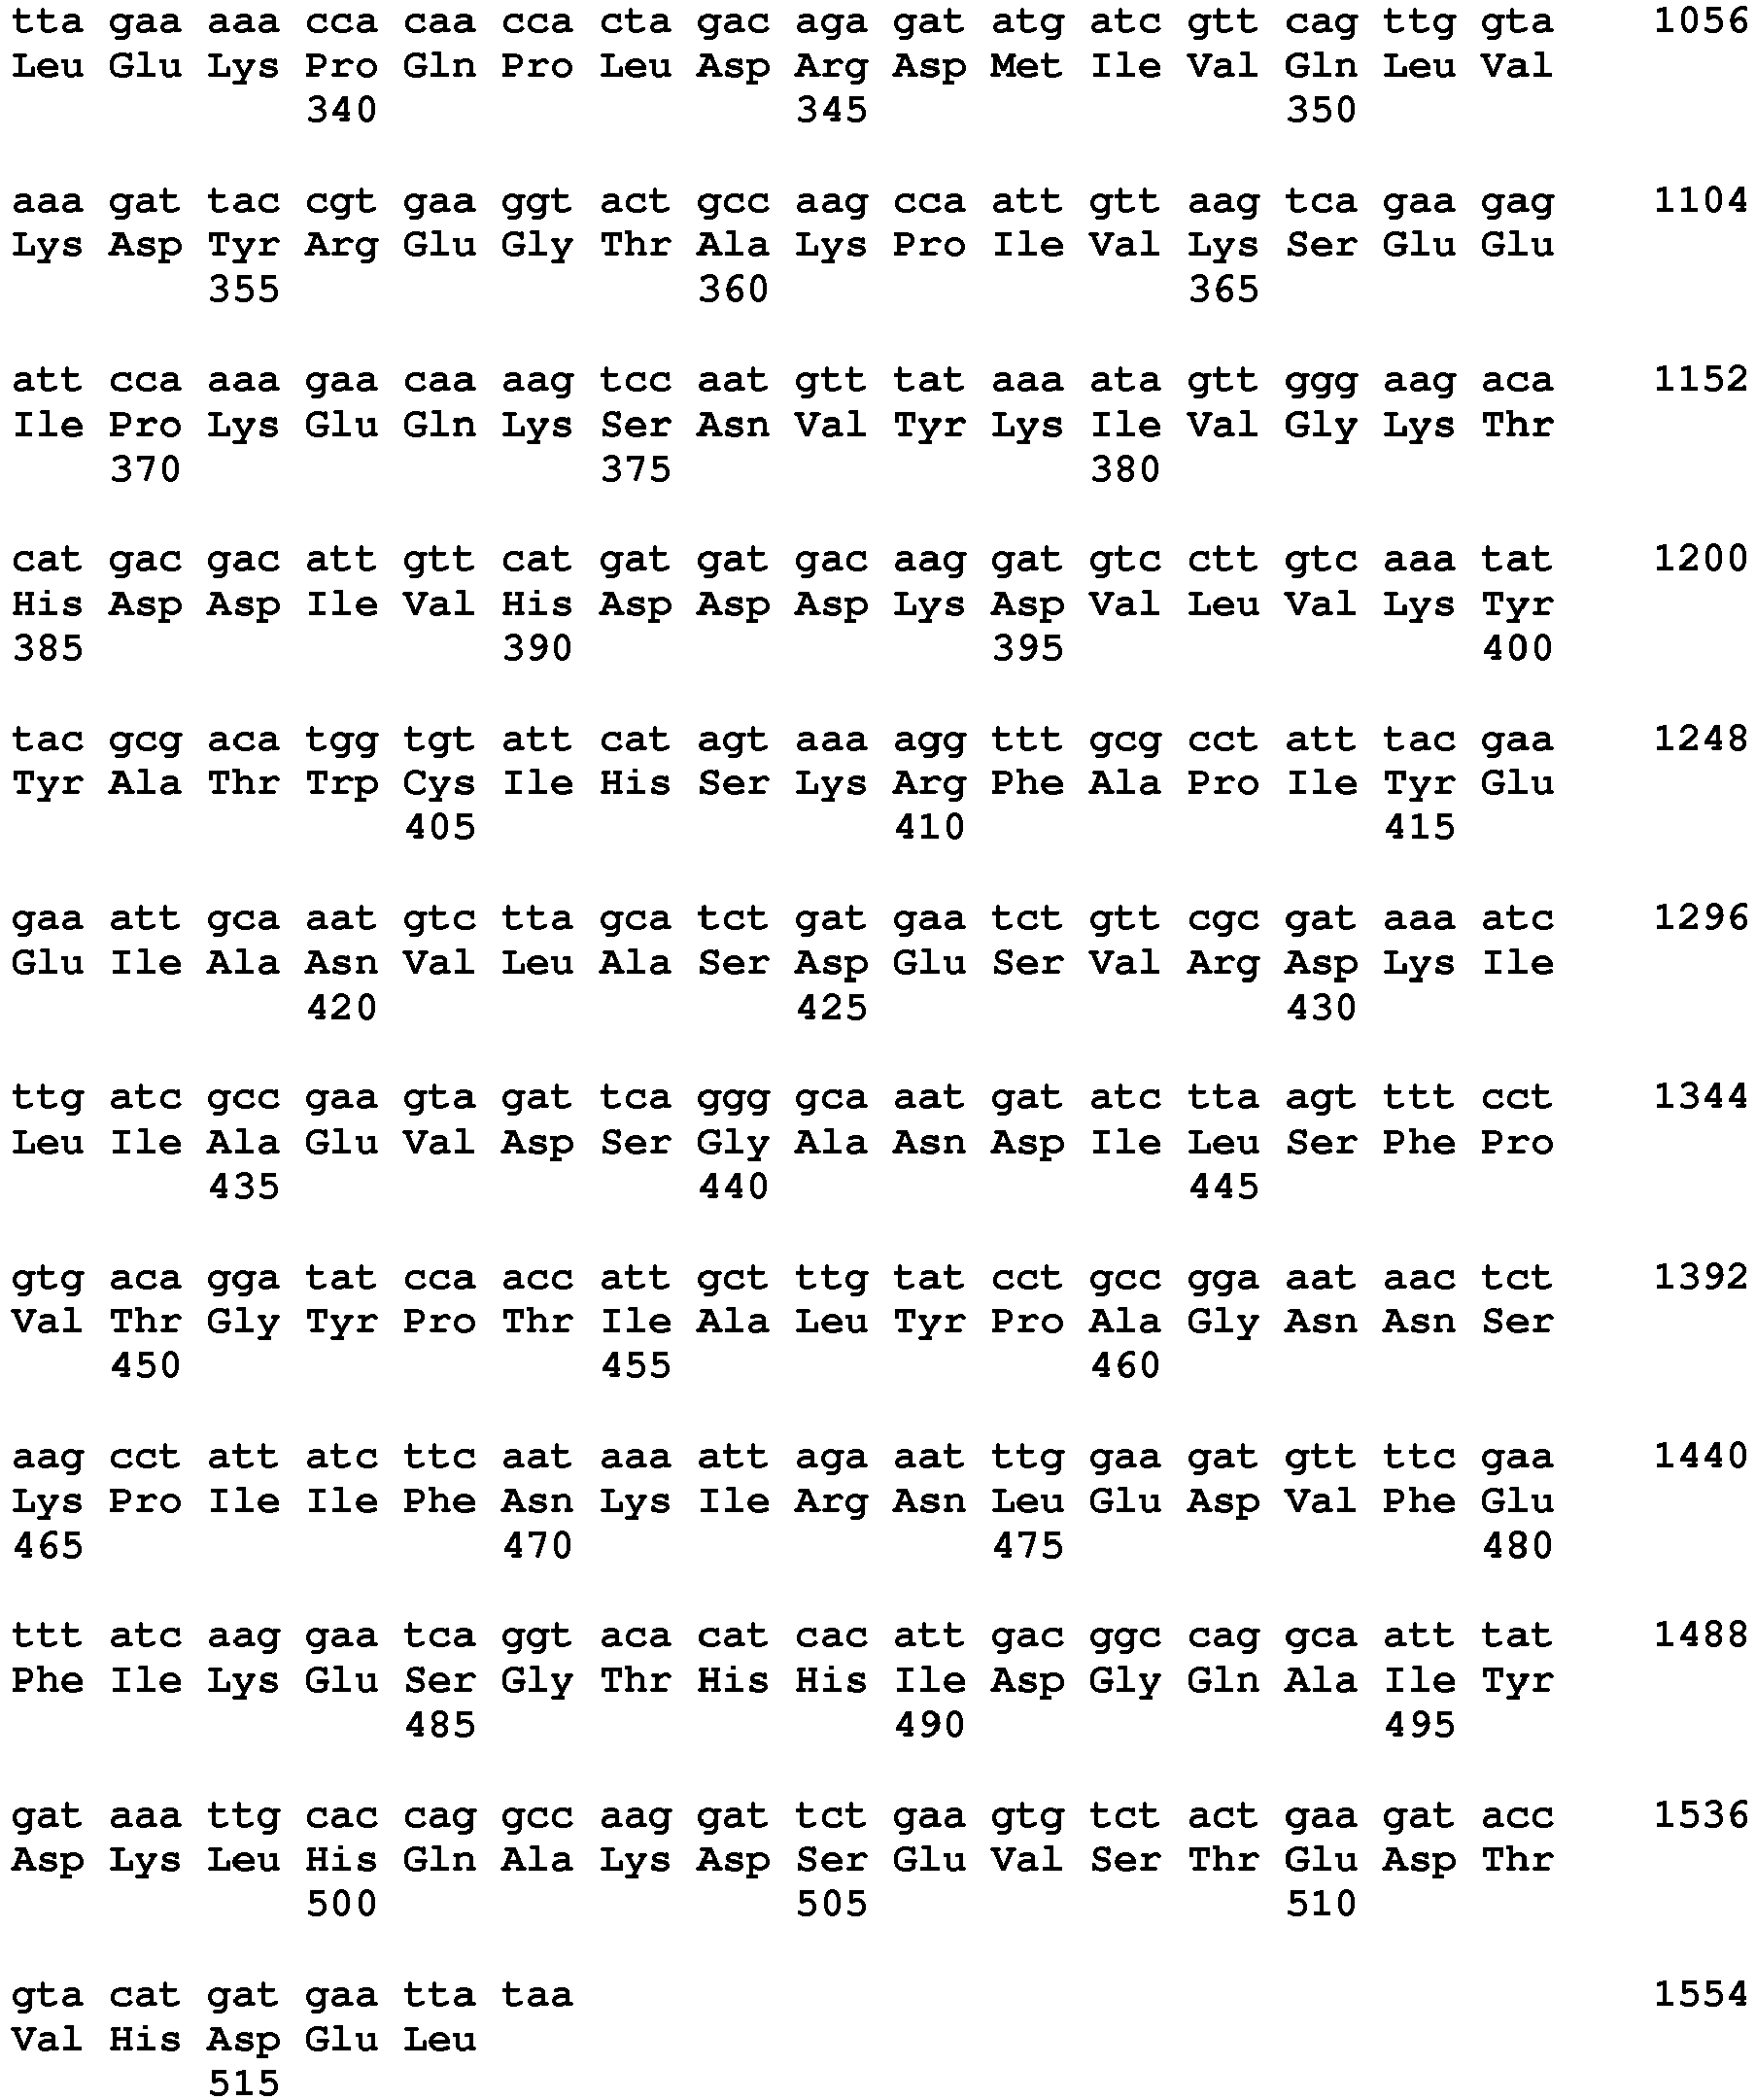 tta gaa aaa cca caa cca cta gac aga gat atg atc gtt cag ttg gta 1056
Leu Glu Lys Pro Gln Pro Leu Asp Arg Asp Met Ile Val Gln Leu Val
340 345 350
aaa gat tac cgt gaa ggt act gcc aag cca att gtt aag tca gaa gag 1104
Lys Asp Tyr Arg Glu Gly Thr Ala Lys Pro Ile Val Lys Ser Glu Glu
355 360 365
att cca aaa gaa caa aag tcc aat gtt tat aaa ata gtt ggg aag aca 1152
Ile Pro Lys Glu Gln Lys Ser Asn Val Tyr Lys Ile Val Gly Lys Thr
370 375 380
cat gac gac att gtt cat gat gat gac aag gat gtc ctt gtc aaa tat 1200
His Asp Asp Ile Val His Asp Asp Asp Lys Asp Val Leu Val Lys Tyr
385 390 395 400
tac gcg aca tgg tgt att cat agt aaa agg ttt gcg cct att tac gaa 1248
Tyr Ala Thr Trp Cys Ile His Ser Lys Arg Phe Ala Pro Ile Tyr Glu
405 410 415
gaa att gca aat gtc tta gca tct gat gaa tct gtt cgc gat aaa atc 1296
Glu Ile Ala Asn Val Leu Ala Ser Asp Glu Ser Val Arg Asp Lys Ile
420 425 430
ttg atc gcc gaa gta gat tca ggg gca aat gat atc tta agt ttt cct 1344
Leu Ile Ala Glu Val Asp Ser Gly Ala Asn Asp Ile Leu Ser Phe Pro
435 440 445
gtg aca gga tat cca acc att gct ttg tat cct gcc gga aat aac tct 1392
Val Thr Gly Tyr Pro Thr Ile Ala Leu Tyr Pro Ala Gly Asn Asn Ser
450 455 460
aag cct att atc ttc aat aaa att aga aat ttg gaa gat gtt ttc gaa 1440
Lys Pro Ile Ile Phe Asn Lys Ile Arg Asn Leu Glu Asp Val Phe Glu
465 470 475 480
ttt atc aag gaa tca ggt aca cat cac att gac ggc cag gca att tat 1488
Phe Ile Lys Glu Ser Gly Thr His His Ile Asp Gly Gln Ala Ile Tyr
485 490 495
gat aaa ttg cac cag gcc aag gat tct gaa gtg tct act gaa gat acc 1536
Asp Lys Leu His Gln Ala Lys Asp Ser Glu Val Ser Thr Glu Asp Thr
500 505 510
gta cat gat gaa tta taa 1554
Val His Asp Glu Leu
515